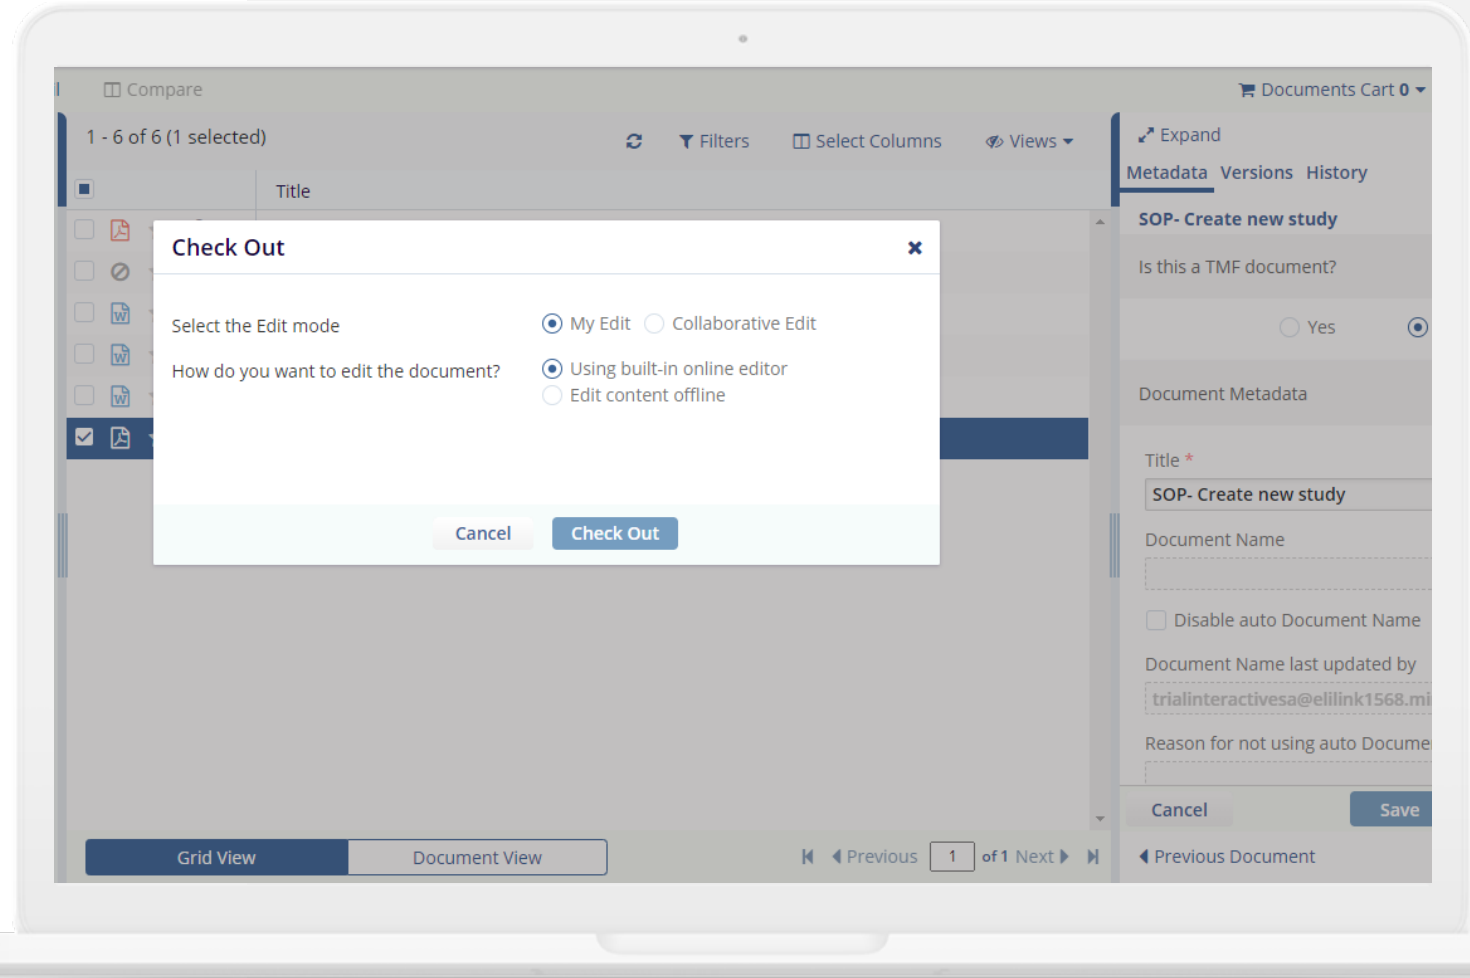 Compare
Documents Cart 0
1 - 6 of 6 (1 selected)
Filters
Select Columns
Views
Expand
Metadata Versions History
Title
SOP- Create new study
Check Out
Is this a TMF document?
Select the Edit mode
My Edit Collaborative Edit
Yes
How do you want to edit the document?
Using built-in online editor
Edit content offline
Document Metadata
Title *
SOP- Create new study
Cancel
Check Out
Document Name
Disable auto Document Name
Document Name last updated by
trialinteractivesa@elilink1568.mi
Reason for not using auto Docume
Cancel
Save
Grid View
Document View
Previous 1 of 1 Next
Previous Document